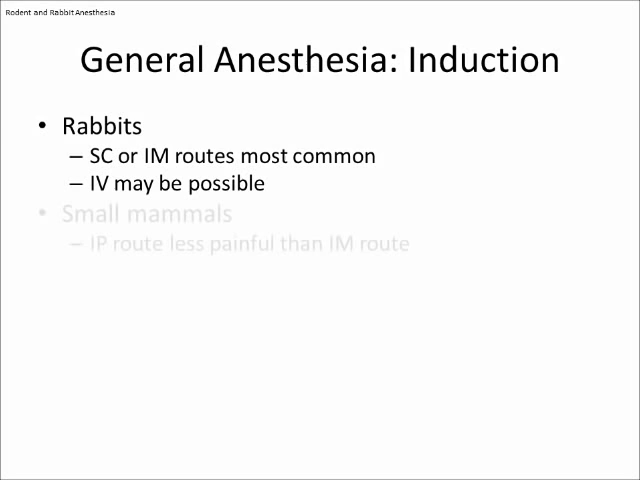 Rodent and Rabbit Anesthesia
General Anesthesia: Induction
• Rabbits
– SC or IM routes most common
– IV may be possible
• Small mammals
– IP route less painful than IM route